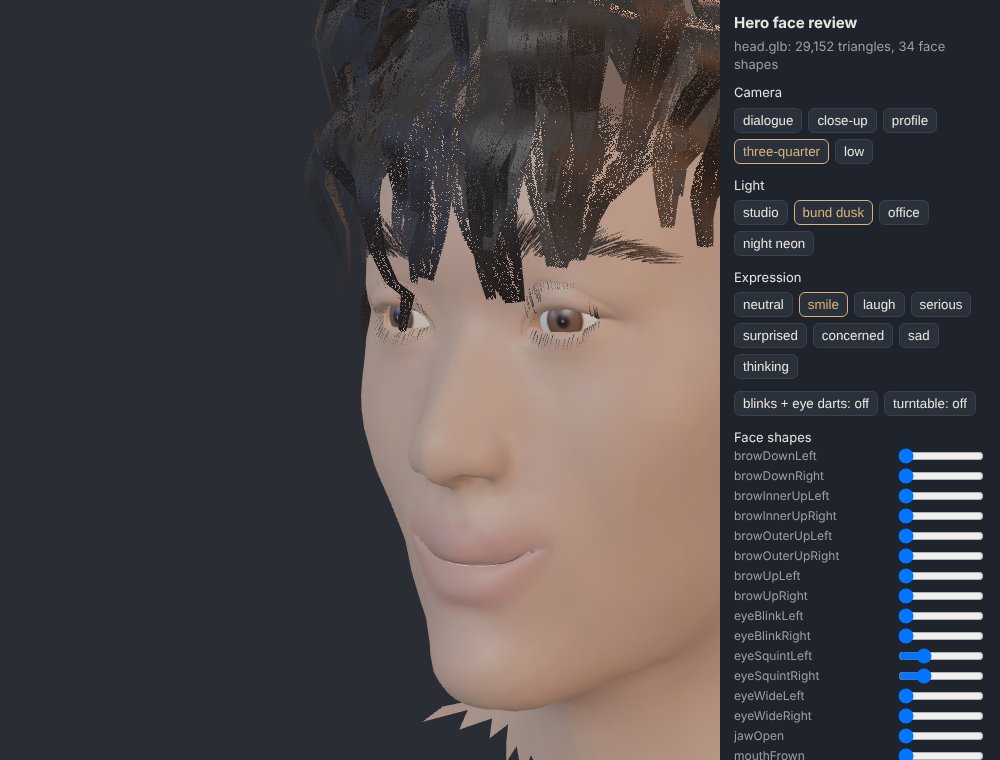 Hero face review
head.glb: 29,152 triangles, 34 face
shapes
Camera
dialogue close-up profile
three-quarter low
Light
studio bund dusk office
night neon
Expression
neutral smile laugh serious
surprised concerned sad
thinking
blinks + eye darts: off turntable: off
Face shapes
browDownLeft
browDownRight
browInnerUpLeft
browInnerUpRight
browOuterUpLeft
browOuterUpRight
browUpLeft
browUpRight
eyeBlinkLeft
eyeBlinkRight
eyeSquintLeft
eyeSquintRight
eyeWideLeft
eyeWideRight
jawOpen
mouthFrown